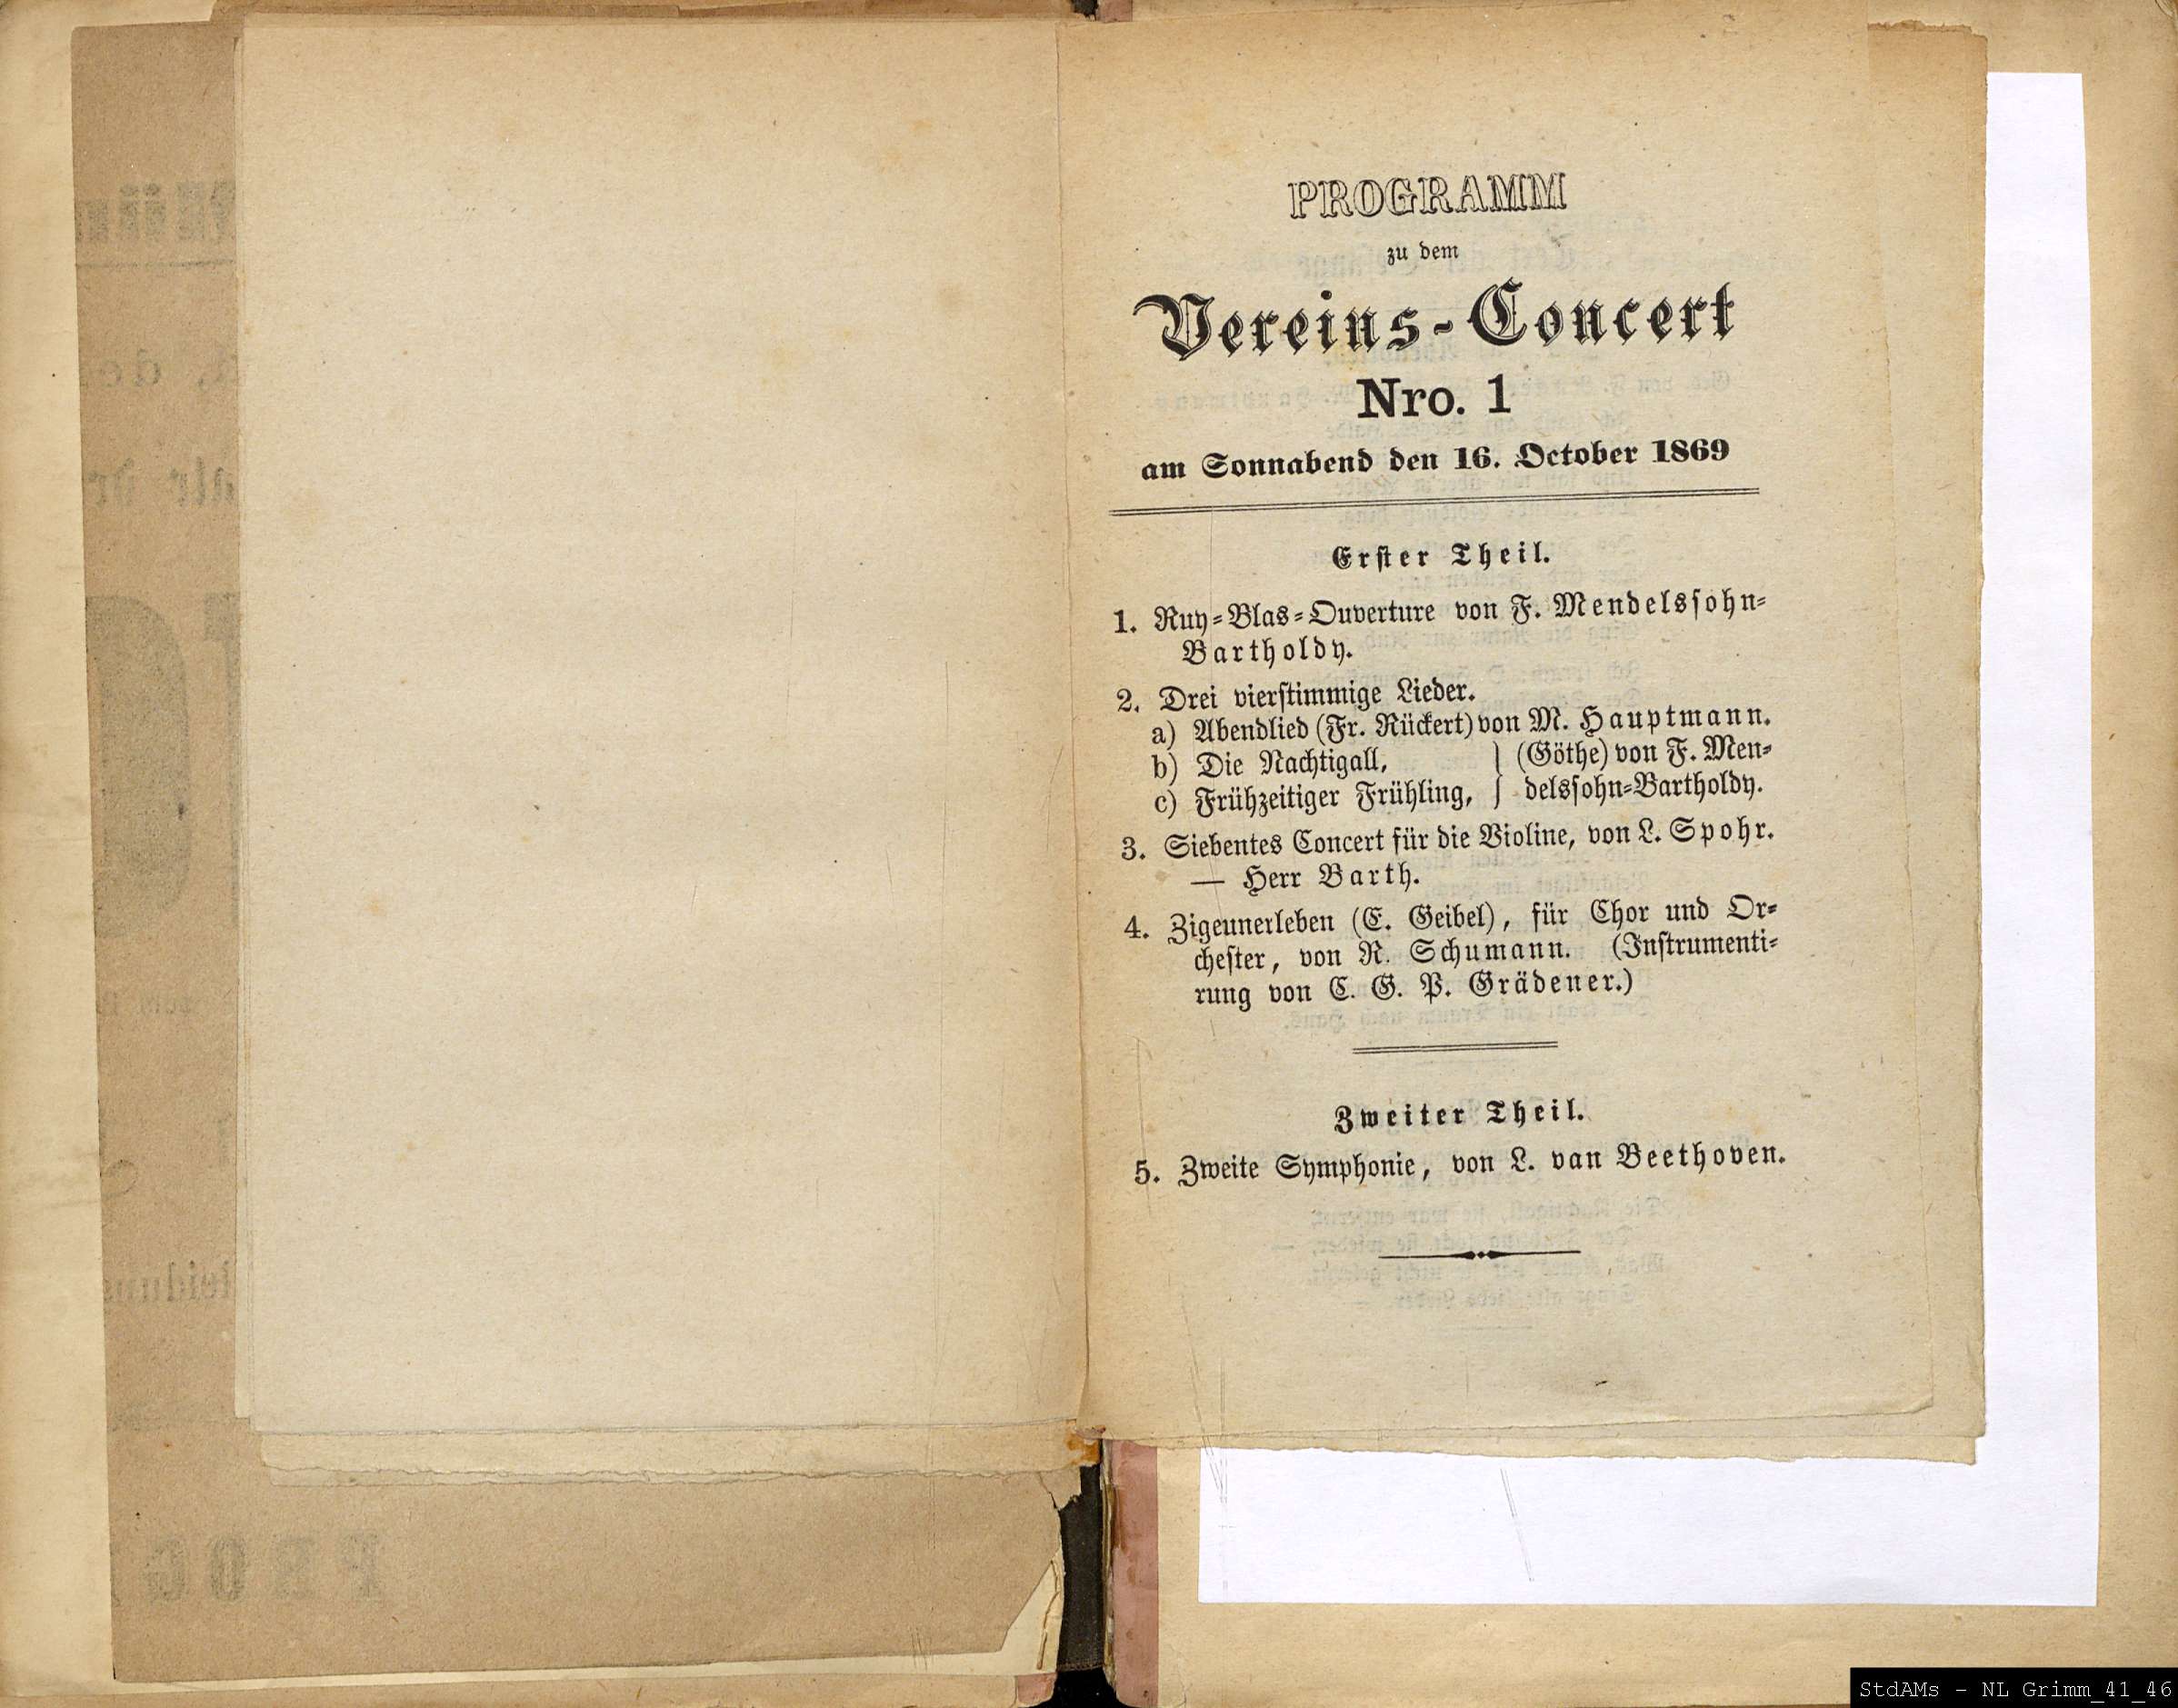 PROGRAMM
zu dem
Vereins-Concert
Nro. 1
am Sonnabend den 16. October 1869
Erster Theil.
1. Ruy-Blas-Ouverture von F. Mendelssohn-
Bartholdy.
2. Drei vierstimmige Lieder.
a) Abendlied (Fr. Rückert) von M. Hauptmann.
b) Die Nachtigall, } (Göthe) von F. Men-
c) Frühzeitiger Frühling, } delssohn-Bartholdy.
3. Siebentes Concert für die Violine, von L. Spohr.
— Herr Barth.
4. Zigeunerleben (E. Geibel), für Chor und Or-
chester, von R. Schumann. (Instrumenti-
rung von C. G. P. Grädener.)
Zweiter Theil.
5. Zweite Symphonie, von L. van Beethoven.
StdAMs - NL Grimm_41_46